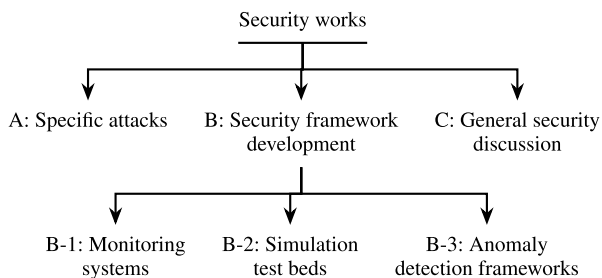 Security works
A: Specific attacks
B: Security framework
development
C: General security
discussion
B-1: Monitoring
systems
B-2: Simulation
test beds
B-3: Anomaly
detection frameworks